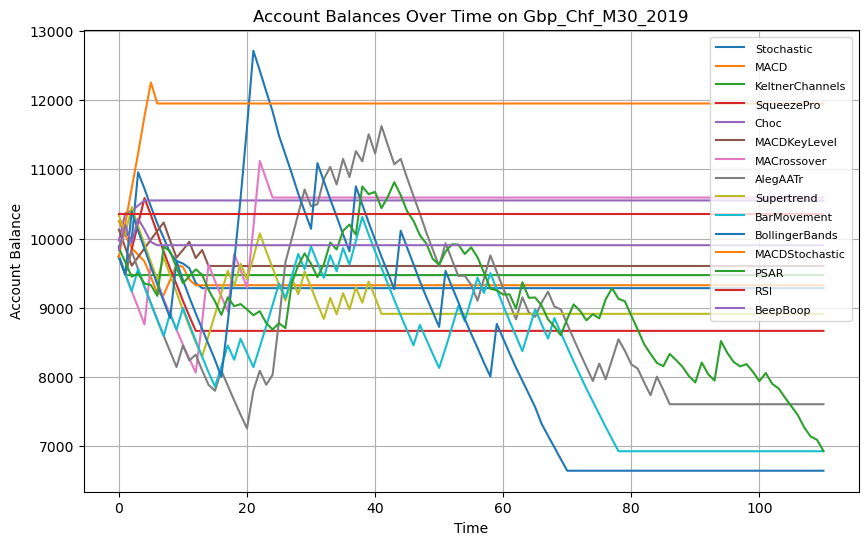 Account Balances Over Time on Gbp_Chf_M30_2019
13000
12000
11000
10000
9000
8000
7000
Account Balance
0
20
40
60
80
100
Time
Stochastic
MACD
KeltnerChannels
SqueezePro
Choc
MACDKeyLevel
MACrossover
AlegAATr
Supertrend
BarMovement
BollingerBands
MACDStochastic
PSAR
RSI
BeepBoop